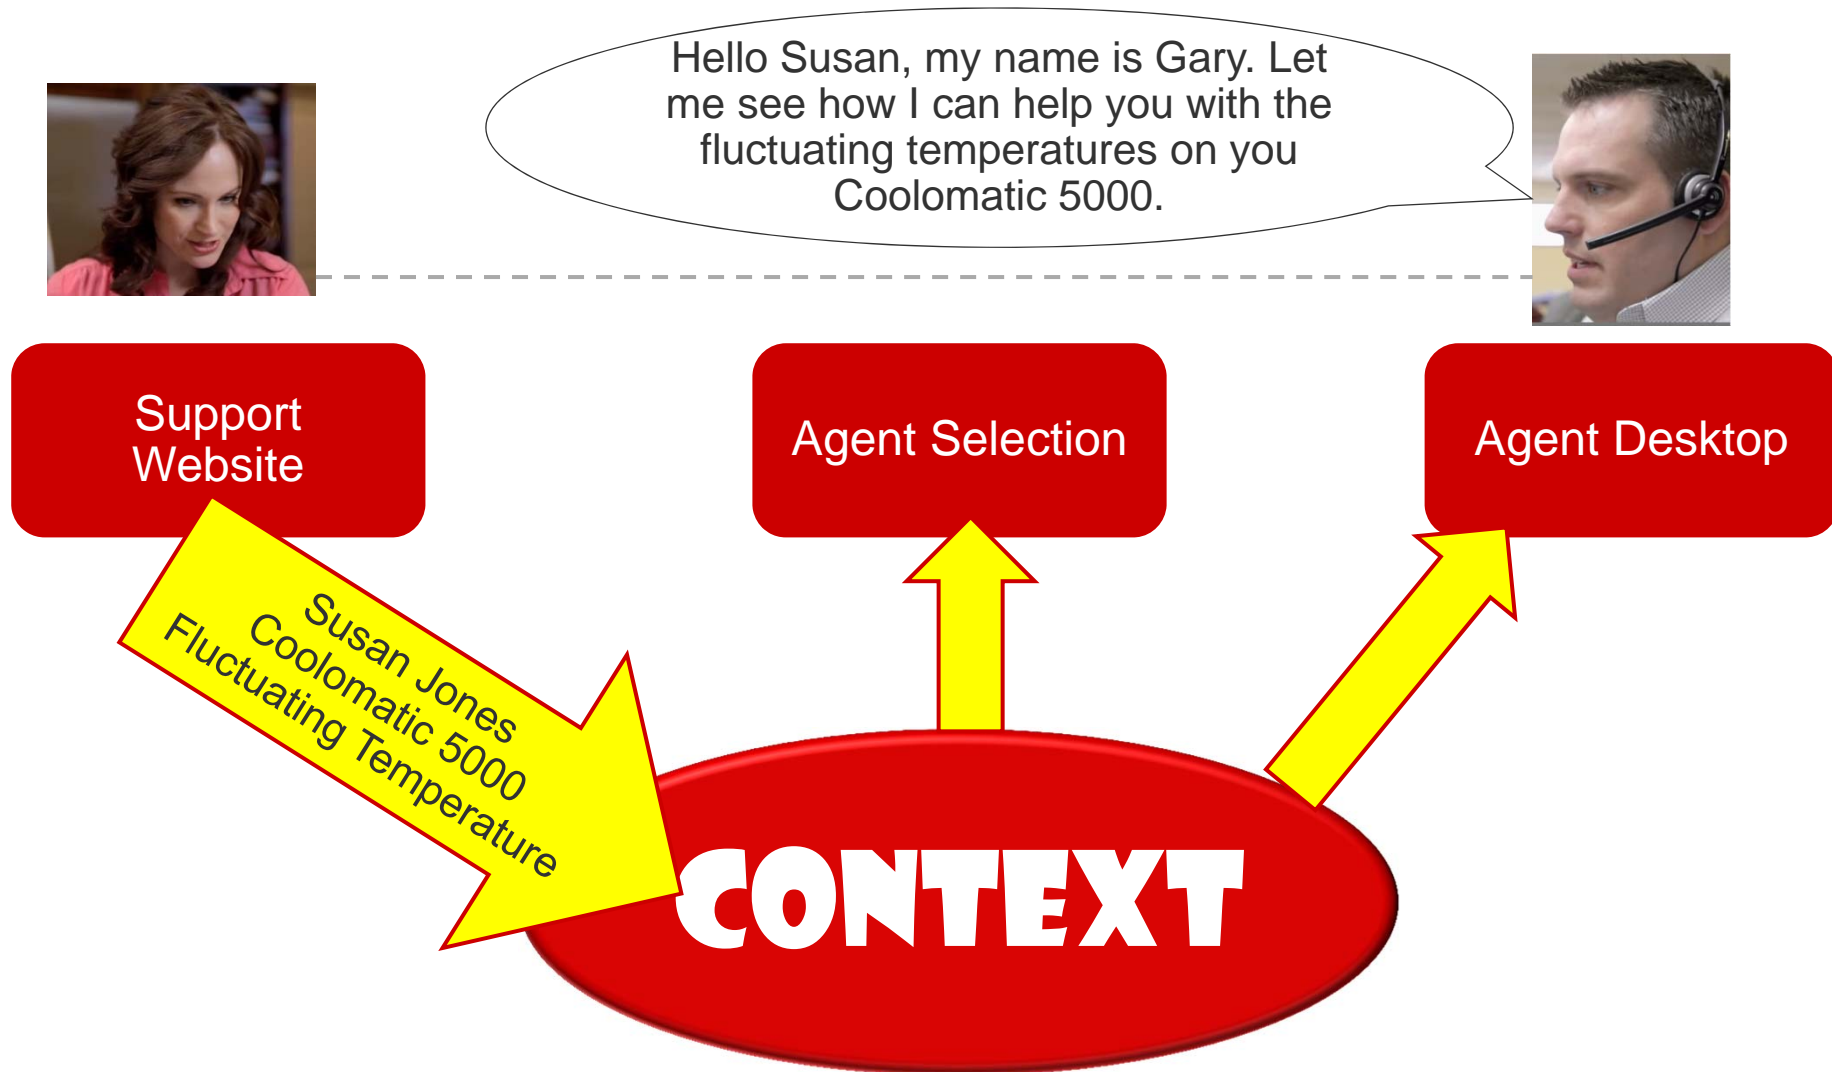 Hello Susan, my name is Gary. Let
me see how I can help you with the
fluctuating temperatures on you
Coolomatic 5000.
Support
Website
Agent Selection
Agent Desktop
Susan Jones
Coolomatic 5000
Fluctuating Temperature
CONTEXT